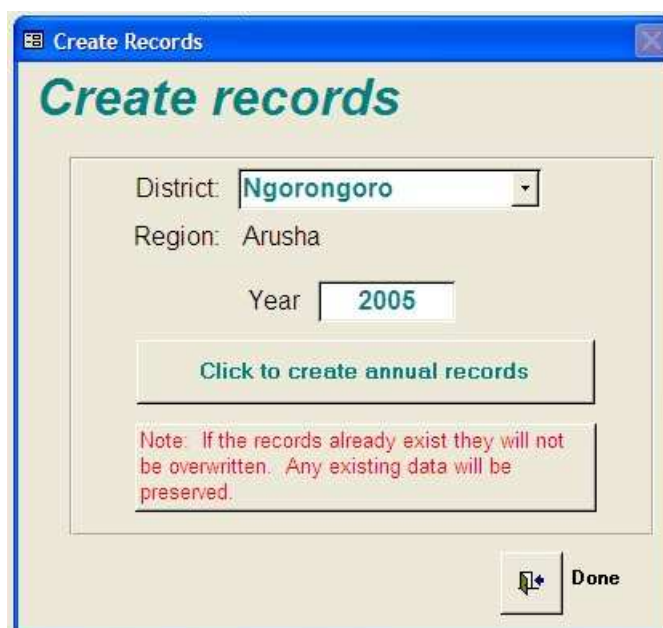 Create Records
Create records
District: Ngorongoro
Region: Arusha
Year 2005
Click to create annual records
Note: If the records already exist they will not
be overwritten. Any existing data will be
preserved.
Done